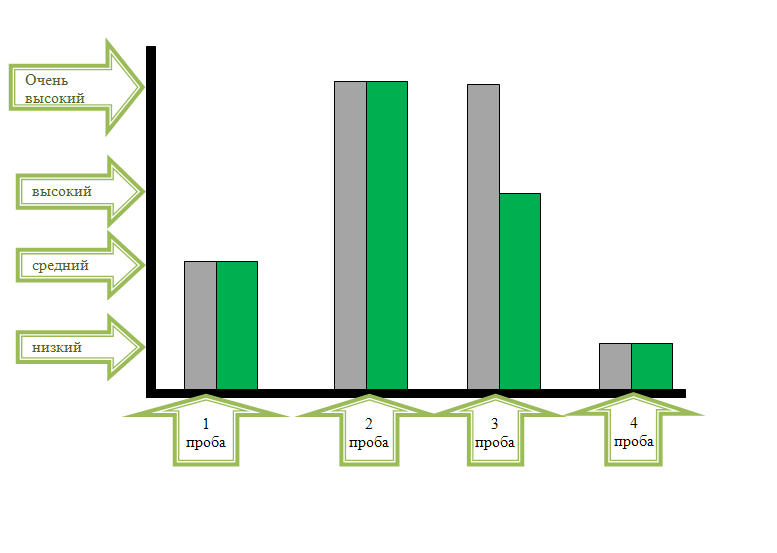 Очень
высокий
высокий
средний
низкий
1
проба
2
проба
3
проба
4
проба